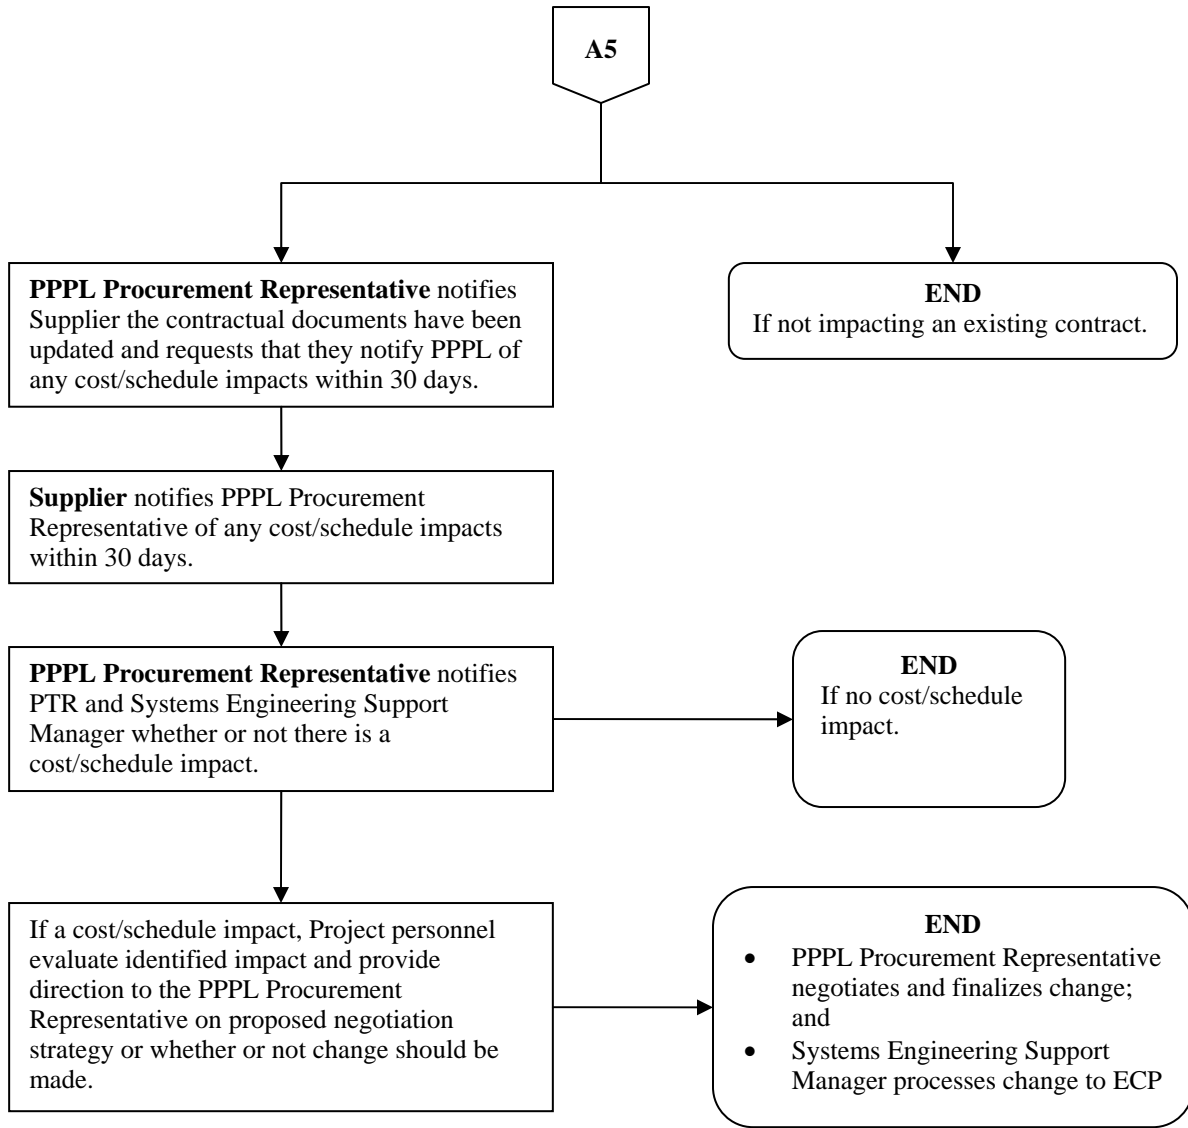 A5
PPPL Procurement Representative notifies
Supplier the contractual documents have been
updated and requests that they notify PPPL of
any cost/schedule impacts within 30 days.
END
If not impacting an existing contract.
Supplier notifies PPPL Procurement
Representative of any cost/schedule impacts
within 30 days.
PPPL Procurement Representative notifies
PTR and Systems Engineering Support
Manager whether or not there is a
cost/schedule impact.
END
If no cost/schedule
impact.
If a cost/schedule impact, Project personnel
evaluate identified impact and provide
direction to the PPPL Procurement
Representative on proposed negotiation
strategy or whether or not change should be
made.
END
• PPPL Procurement Representative
negotiates and finalizes change;
and
• Systems Engineering Support
Manager processes change to ECP